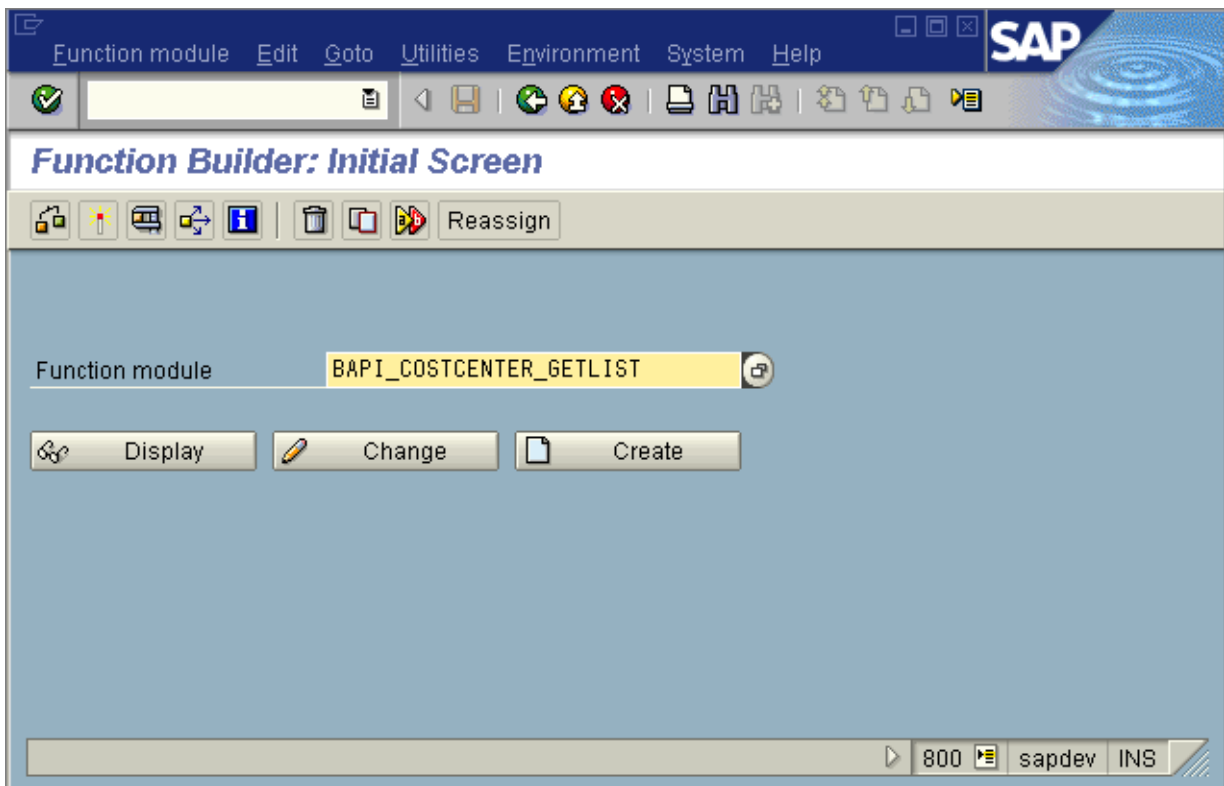 Function module Edit Goto Utilities Environment System Help
SAP
Function Builder: Initial Screen
Reassign
Function module BAPI_COSTCENTER_GETLIST
Display Change Create
800 sapdev INS